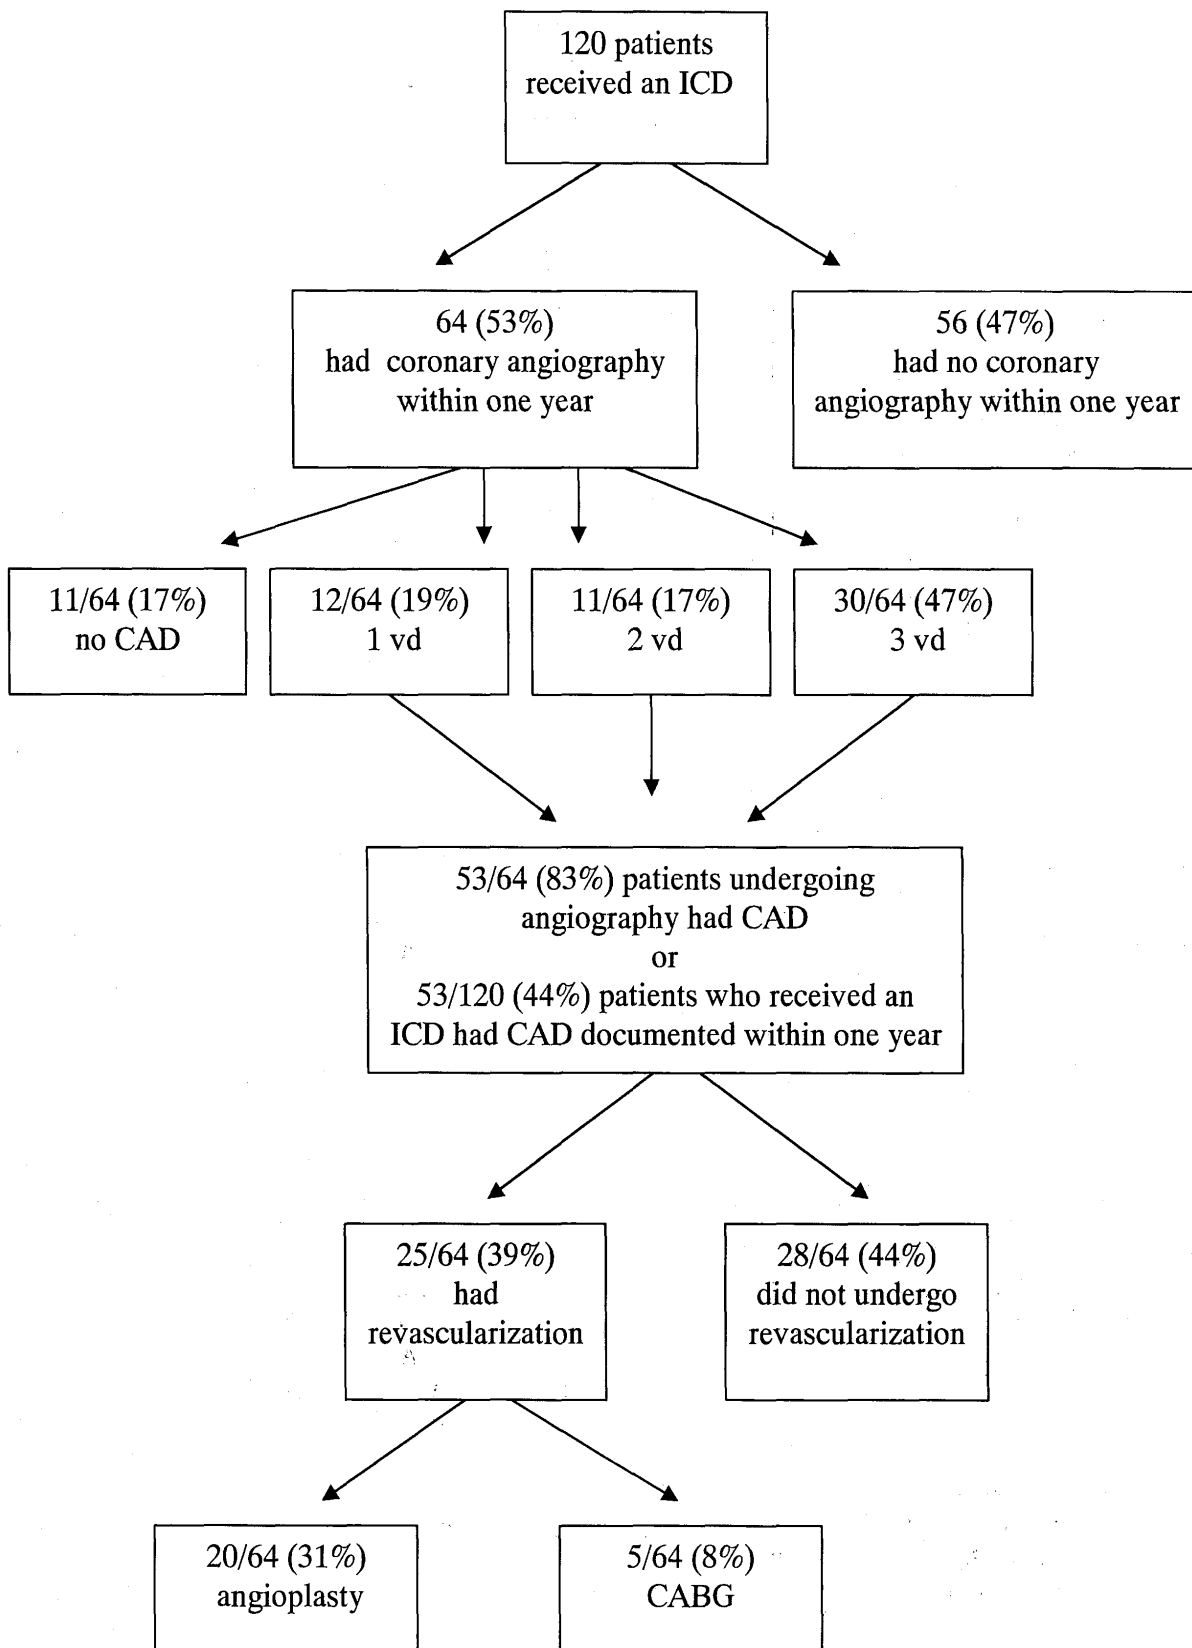 120 patients
received an ICD
64 (53%)
had coronary angiography
within one year
56 (47%)
had no coronary
angiography within one year
11/64 (17%)
no CAD
12/64 (19%)
1 vd
11/64 (17%)
2 vd
30/64 (47%)
3 vd
53/64 (83%) patients undergoing
angiography had CAD
or
53/120 (44%) patients who received an
ICD had CAD documented within one year
25/64 (39%)
had
revascularization
28/64 (44%)
did not undergo
revascularization
20/64 (31%)
angioplasty
5/64 (8%)
CABG